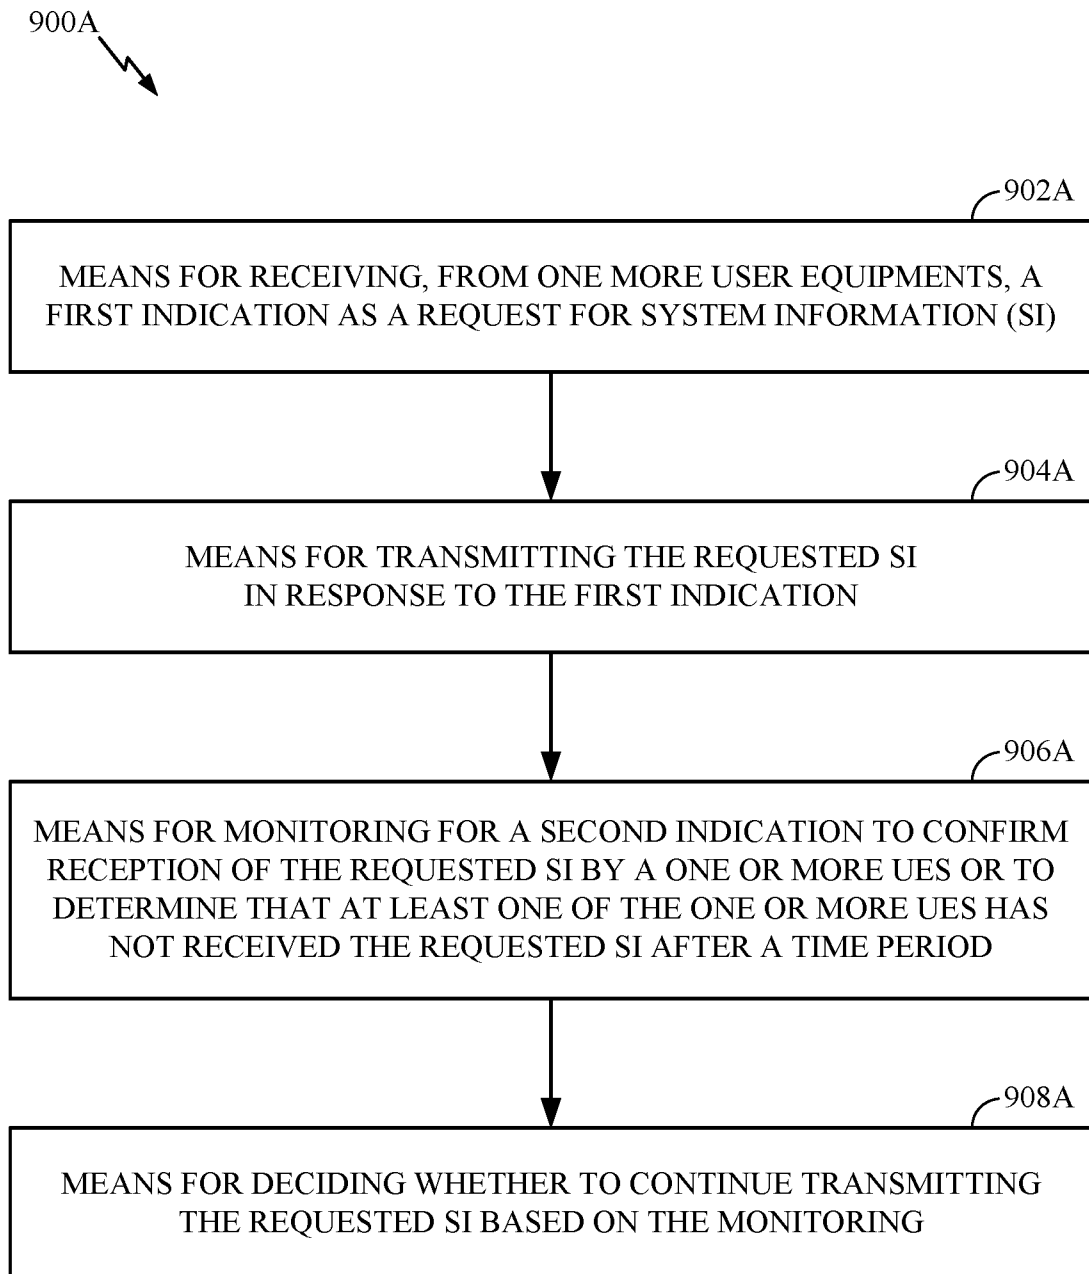 900A
902A
MEANS FOR RECEIVING, FROM ONE MORE USER EQUIPMENTS, A
FIRST INDICATION AS A REQUEST FOR SYSTEM INFORMATION (SI)
904A
MEANS FOR TRANSMITTING THE REQUESTED SI
IN RESPONSE TO THE FIRST INDICATION
906A
MEANS FOR MONITORING FOR A SECOND INDICATION TO CONFIRM
RECEPTION OF THE REQUESTED SI BY A ONE OR MORE UES OR TO
DETERMINE THAT AT LEAST ONE OF THE ONE OR MORE UES HAS
NOT RECEIVED THE REQUESTED SI AFTER A TIME PERIOD
908A
MEANS FOR DECIDING WHETHER TO CONTINUE TRANSMITTING
THE REQUESTED SI BASED ON THE MONITORING